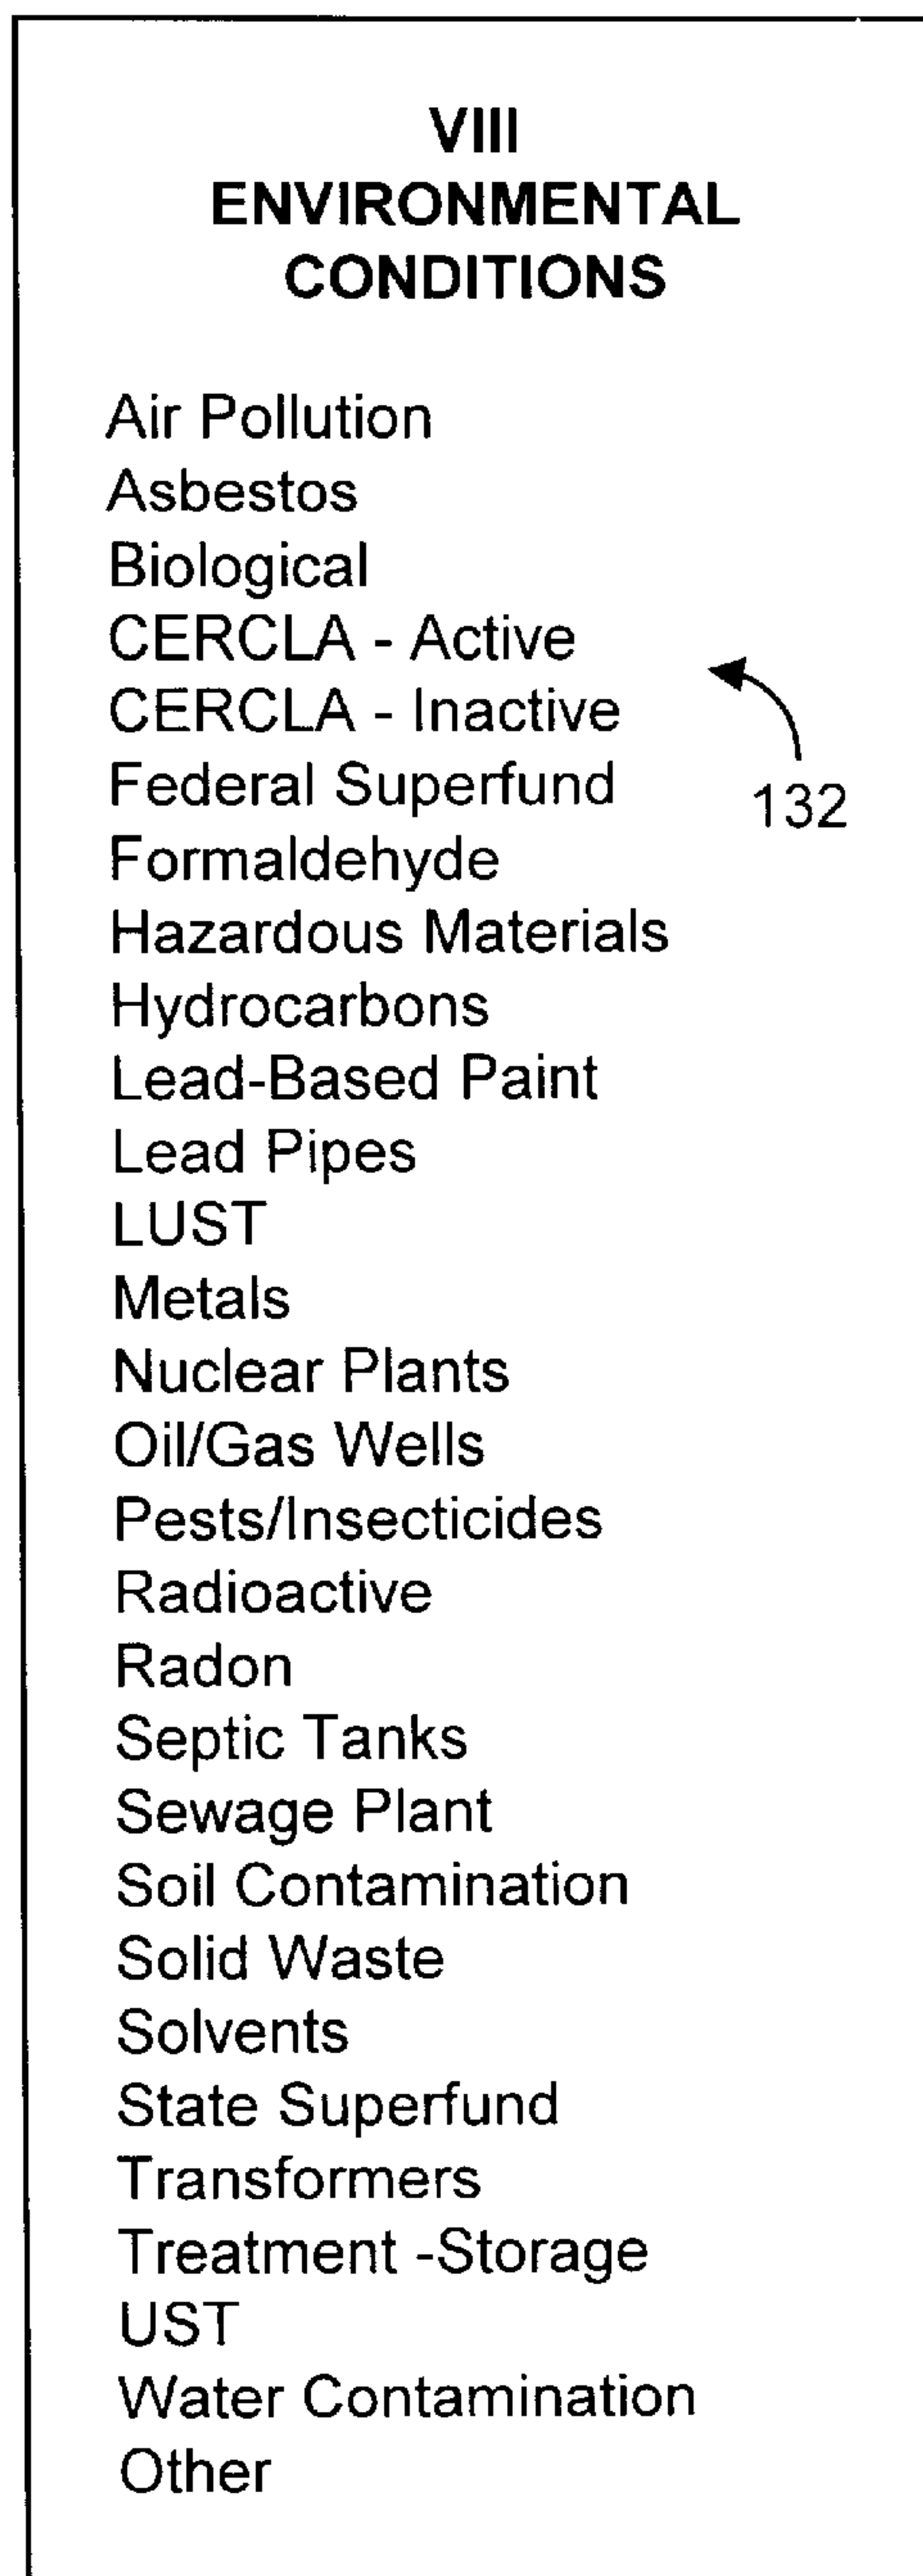 VIII
ENVIRONMENTAL
CONDITIONS
Air Pollution
Asbestos
Biological
CERCLA - Active
CERCLA - Inactive
Federal Superfund
132
Formaldehyde
Hazardous Materials
Hydrocarbons
Lead-Based Paint
Lead Pipes
LUST
Metals
Nuclear Plants
Oil/Gas Wells
Pests/Insecticides
Radioactive
Radon
Septic Tanks
Sewage Plant
Soil Contamination
Solid Waste
Solvents
State Superfund
Transformers
Treatment -Storage
UST
Water Contamination
Other